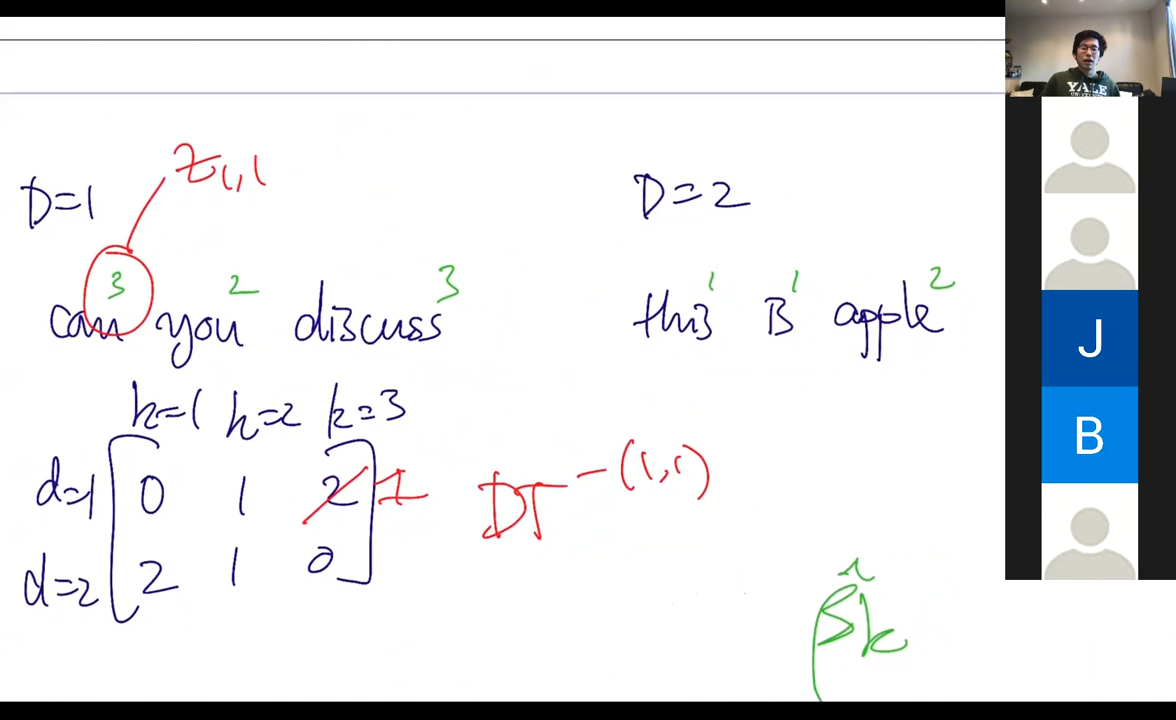 z1,1
D=1
D=2
3 2 3
can you discuss
1 1 2
this is apple
k=1 k=2 k=3
d=1 0 1 2 1
DT -(1,1)
d=2 2 1 0
β̂k
YALE
J
B